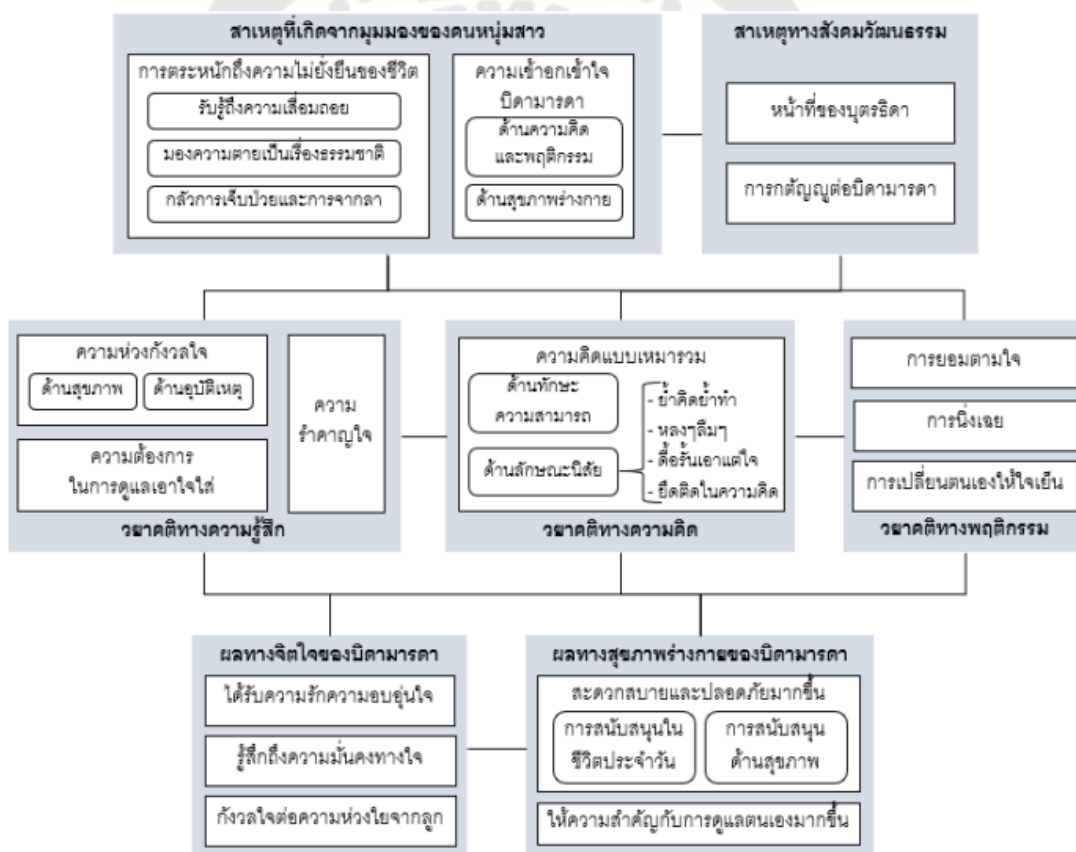 สาเหตุที่เกิดจากมุมมองของคนหนุ่มสาว
การตระหนักถึงความไม่ยั่งยืนของชีวิต
รับรู้ถึงความเสื่อมถอย
มองความตายเป็นเรื่องธรรมชาติ
กลัวการเจ็บป่วยและการจากลา
ความเข้าอกเข้าใจ
บิดามารดา
ด้านความคิด
และพฤติกรรม
ด้านสุขภาพร่างกาย
สาเหตุทางสังคมวัฒนธรรม
หน้าที่ของบุตรธิดา
การกตัญญูต่อบิดามารดา
ความห่วงกังวลใจ
ด้านสุขภาพ
ด้านอุบัติเหตุ
ความต้องการ
ในการดูแลเอาใจใส่
ความ
รำคาญใจ
วยาคติทางความรู้สึก
ความคิดแบบเหมารวม
ด้านทักษะ
ความสามารถ
ด้านลักษณะนิสัย
- ย้ำคิดย้ำทำ
- หลงๆลืมๆ
- ดื้อรั้นเอาแต่ใจ
- ยึดติดในความคิด
วยาคติทางความคิด
การยอมตามใจ
การนิ่งเฉย
การเปลี่ยนตนเองให้ใจเย็น
วยาคติทางพฤติกรรม
ผลทางจิตใจของบิดามารดา
ได้รับความรักความอบอุ่นใจ
รู้สึกถึงความมั่นคงทางใจ
กังวลใจต่อความห่วงใยจากลูก
ผลทางสุขภาพร่างกายของบิดามารดา
สะดวกสบายและปลอดภัยมากขึ้น
การสนับสนุนใน
ชีวิตประจำวัน
การสนับสนุน
ด้านสุขภาพ
ให้ความสำคัญกับการดูแลตนเองมากขึ้น